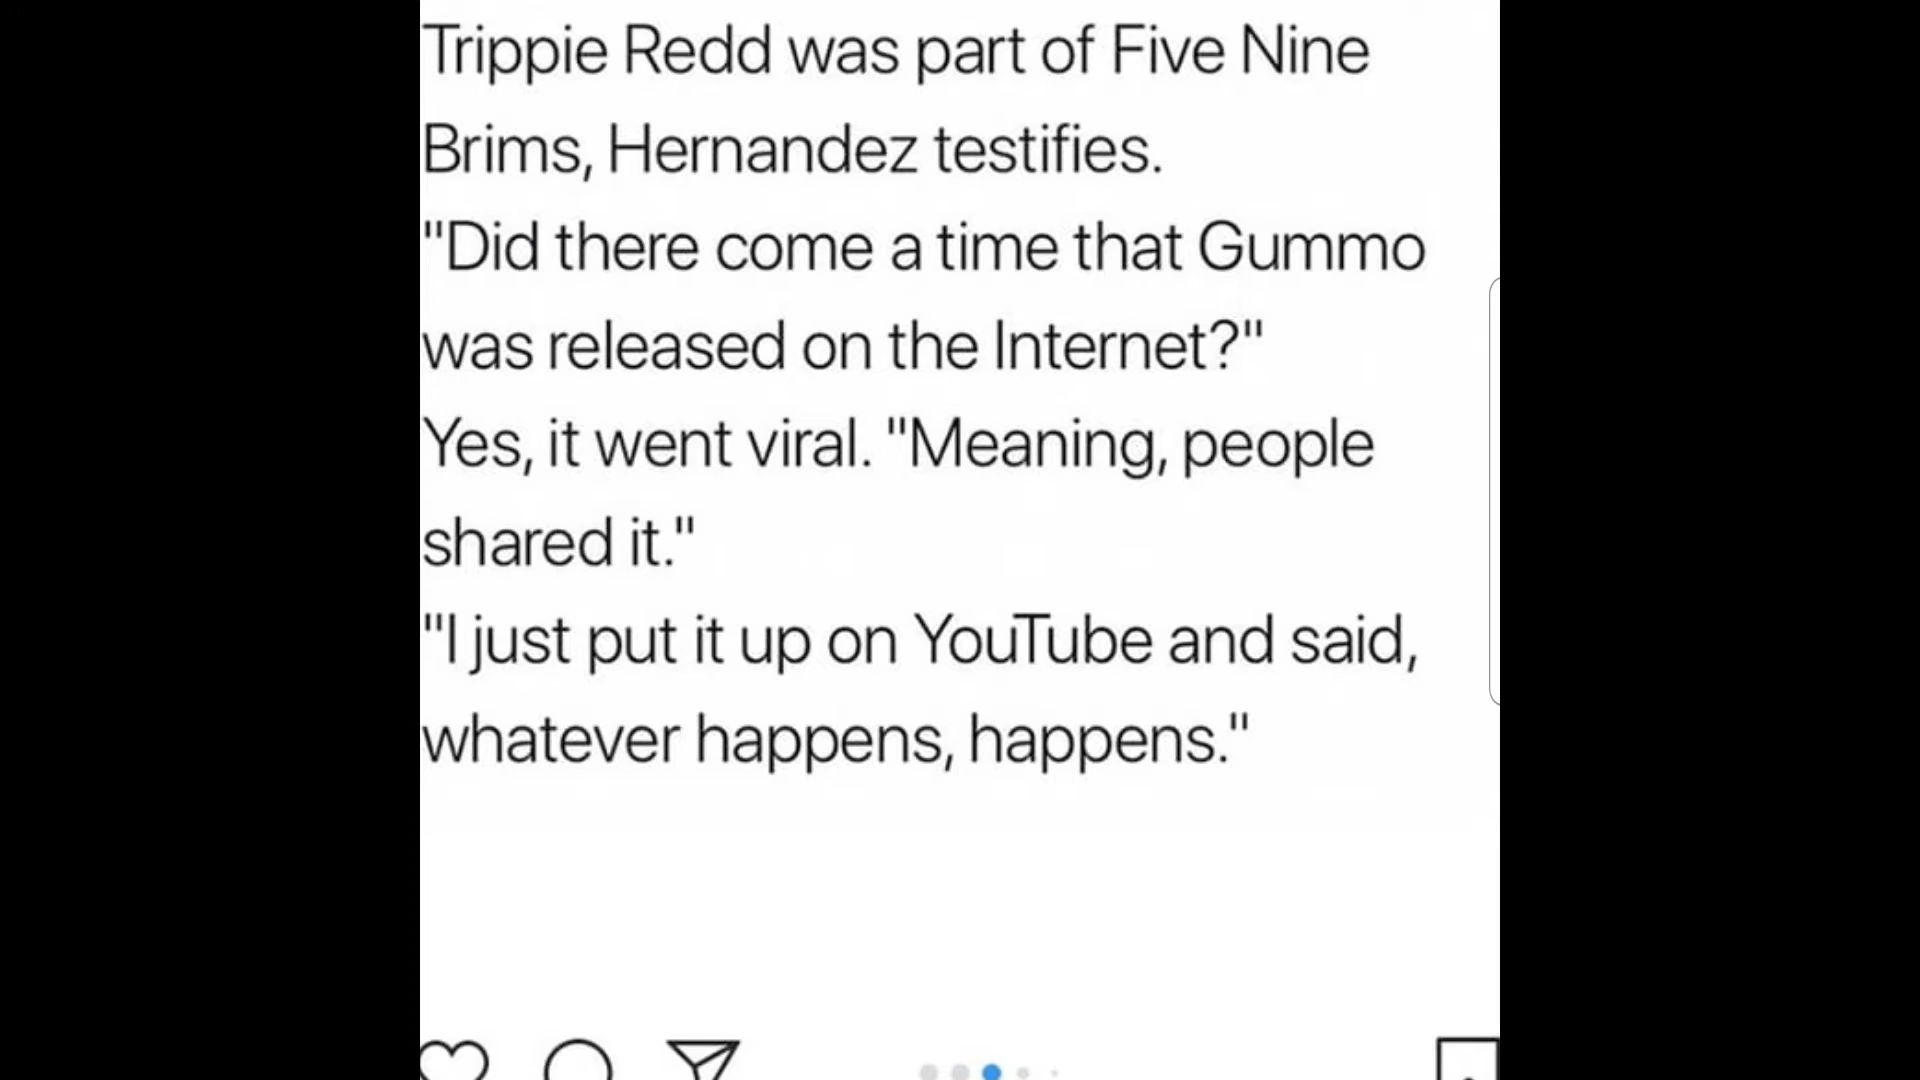 Trippie Redd was part of Five Nine
Brims, Hernandez testifies.
"Did there come a time that Gummo
was released on the Internet?"
Yes, it went viral. "Meaning, people
shared it."
"I just put it up on YouTube and said,
whatever happens, happens."